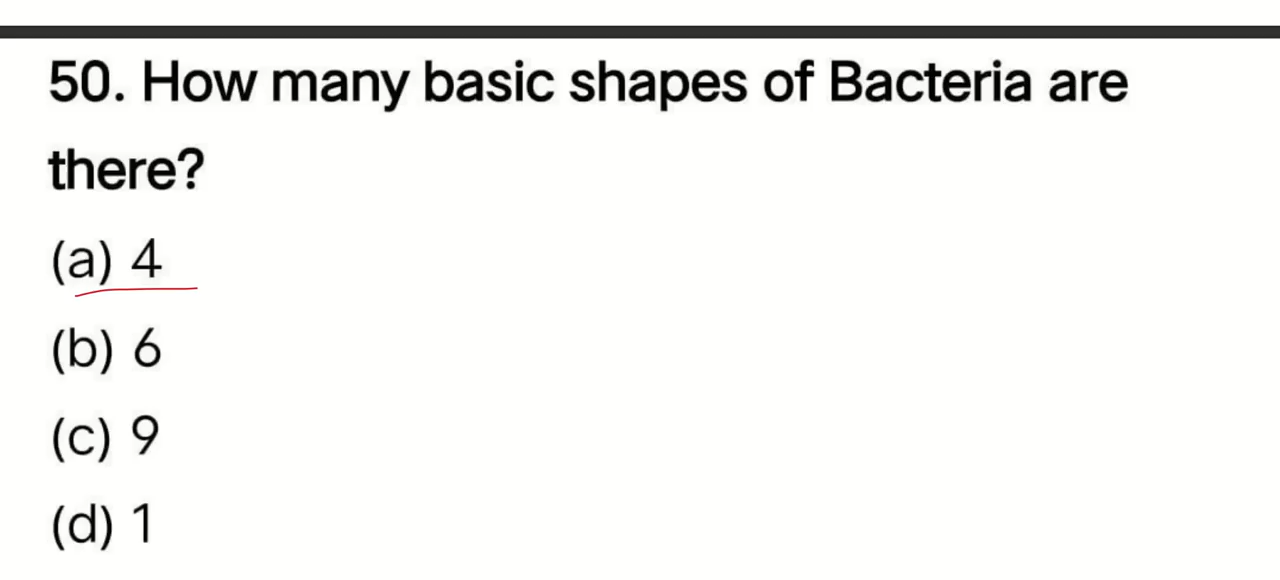 50. How many basic shapes of Bacteria are
there?
(a) 4
(b) 6
(c) 9
(d) 1